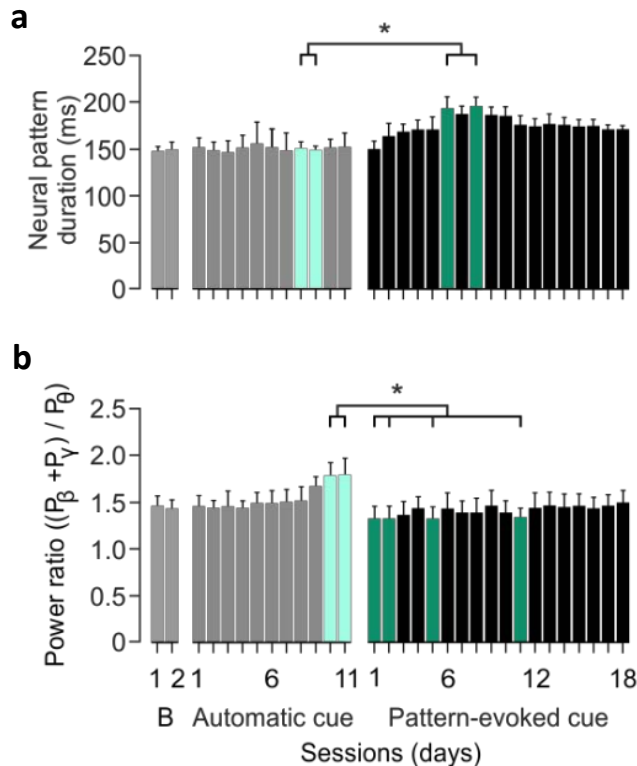 a
*
Neural pattern
duration (ms)
250
200
150
100
50
0
b
*
Power ratio ((Pβ +Pγ) / Pθ)
2.5
2.0
1.5
1.0
0.5
0
1 2 1 6 11 1 6 12 18
B Automatic cue Pattern-evoked cue
Sessions (days)